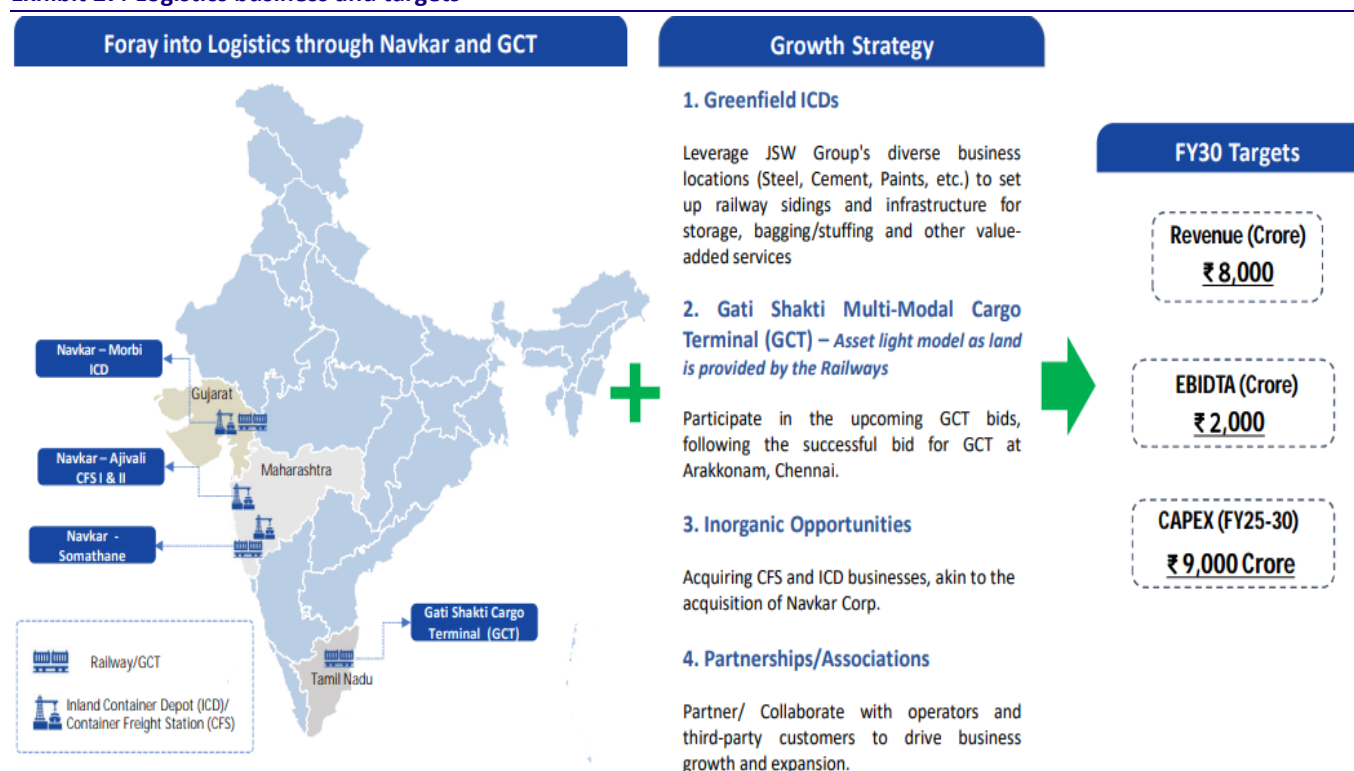 Exhibit 27: Logistics business and targets
Foray into Logistics through Navkar and GCT
Navkar – Morbi
ICD
Gujarat
Navkar – Ajivali
CFS I & II
Maharashtra
Navkar -
Somathane
Gati Shakti Cargo
Terminal (GCT)
Tamil Nadu
Railway/GCT
Inland Container Depot (ICD)/
Container Freight Station (CFS)
Growth Strategy
1. Greenfield ICDs
Leverage JSW Group's diverse business
locations (Steel, Cement, Paints, etc.) to set
up railway sidings and infrastructure for
storage, bagging/stuffing and other value-
added services
2. Gati Shakti Multi-Modal Cargo
Terminal (GCT) – Asset light model as land
is provided by the Railways
Participate in the upcoming GCT bids,
following the successful bid for GCT at
Arakkonam, Chennai.
3. Inorganic Opportunities
Acquiring CFS and ICD businesses, akin to the
acquisition of Navkar Corp.
4. Partnerships/Associations
Partner/ Collaborate with operators and
third-party customers to drive business
growth and expansion.
FY30 Targets
Revenue (Crore)
₹ 8,000
EBIDTA (Crore)
₹ 2,000
CAPEX (FY25-30)
₹ 9,000 Crore